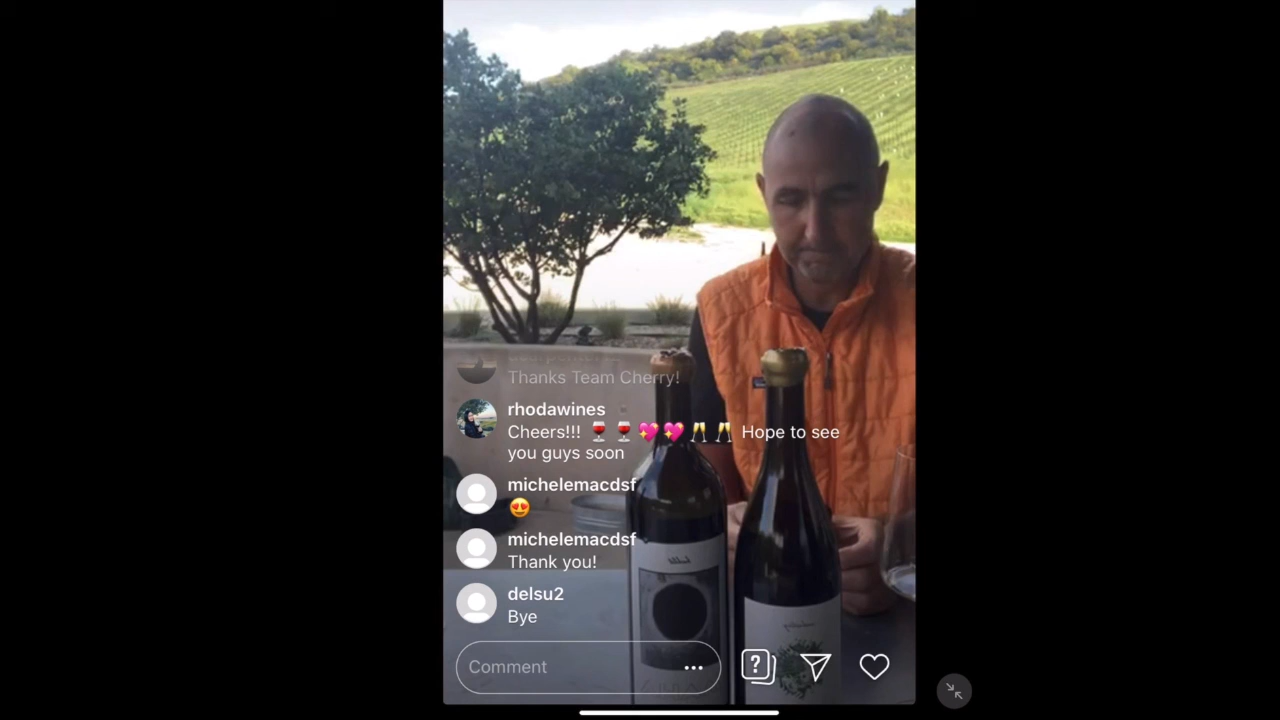 Thanks Team Cherry!
rhodawines
Cheers!!! 🍷 🍷 💖 💖 🥂 🥂 Hope to see
you guys soon
michelemacdsf
😍
michelemacdsf
Thank you!
delsu2
Bye
Comment